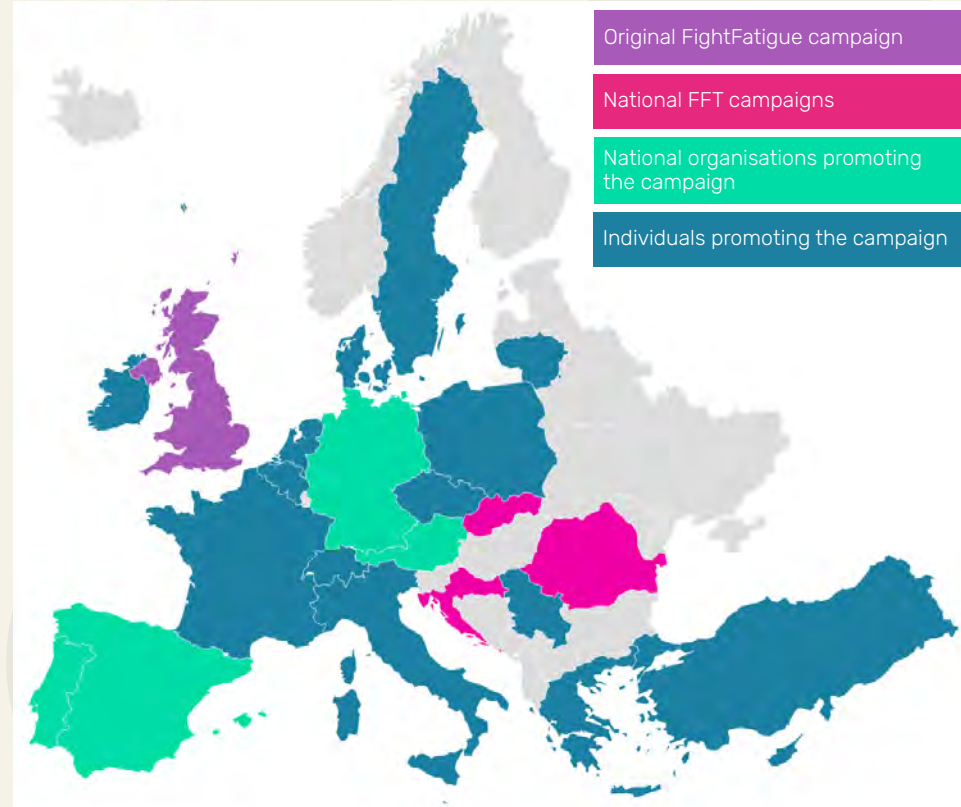 Original FightFatigue campaign
National FFT campaigns
National organisations promoting
the campaign
Individuals promoting the campaign